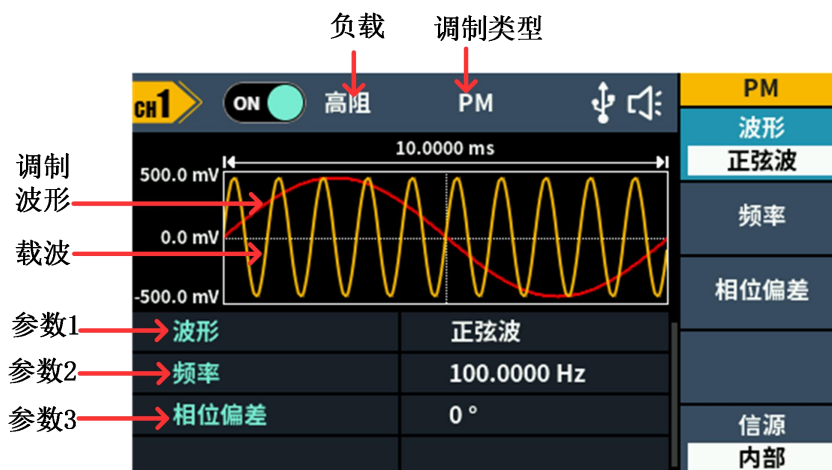 负载
调制类型
CH1
ON
高阻
PM
PM
波形
正弦波
频率
相位偏差
信源
内部
10.0000 ms
500.0 mV
0.0 mV
-500.0 mV
调制
波形
载波
参数1
波形
正弦波
参数2
频率
100.0000 Hz
参数3
相位偏差
0 °